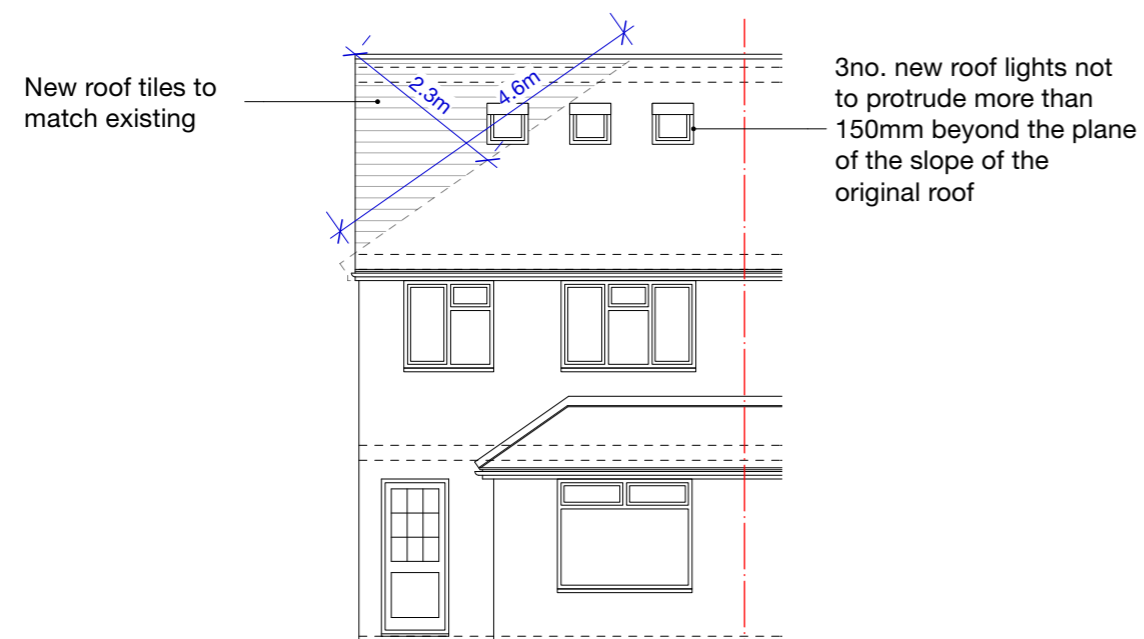 New roof tiles to
match existing
2.3m
4.6m
3no. new roof lights not
to protrude more than
150mm beyond the plane
of the slope of the
original roof